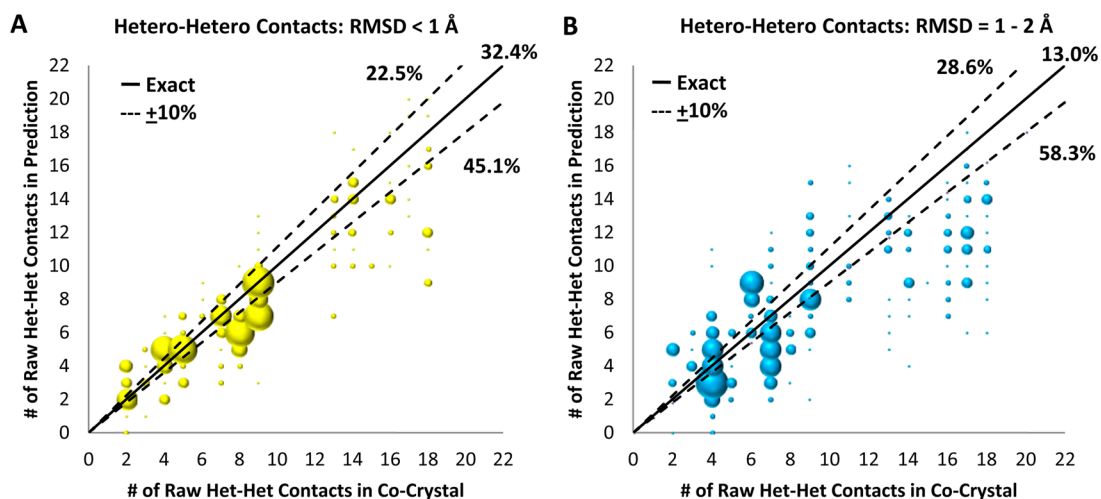 A
Hetero-Hetero Contacts: RMSD < 1 Å
# of Raw Het-Het Contacts in Prediction
22
20
18
16
14
12
10
8
6
4
2
0
Exact
+10%
22.5%
32.4%
45.1%
0 2 4 6 8 10 12 14 16 18 20 22
# of Raw Het-Het Contacts in Co-Crystal
B
Hetero-Hetero Contacts: RMSD = 1 - 2 Å
# of Raw Het-Het Contacts in Prediction
22
20
18
16
14
12
10
8
6
4
2
0
Exact
+10%
28.6%
13.0%
58.3%
0 2 4 6 8 10 12 14 16 18 20 22
# of Raw Het-Het Contacts in Co-Crystal